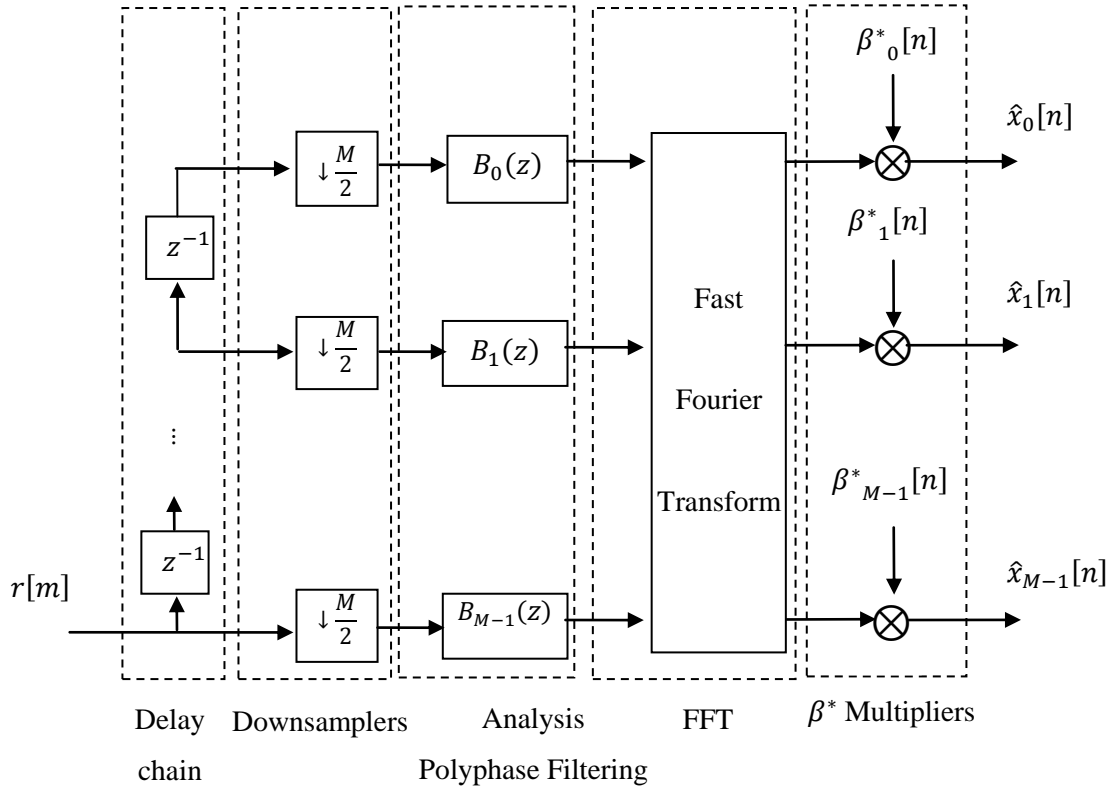 β*₀[n]
x̂₀[n]
↓ M/2
B₀(z)
z⁻¹
β*₁[n]
x̂₁[n]
↓ M/2
B₁(z)
Fast
Fourier
Transform
⋮
β*_{M−1}[n]
z⁻¹
r[m]
x̂_{M−1}[n]
↓ M/2
B_{M−1}(z)
Delay
chain
Downsamplers
Analysis
Polyphase Filtering
FFT
β* Multipliers